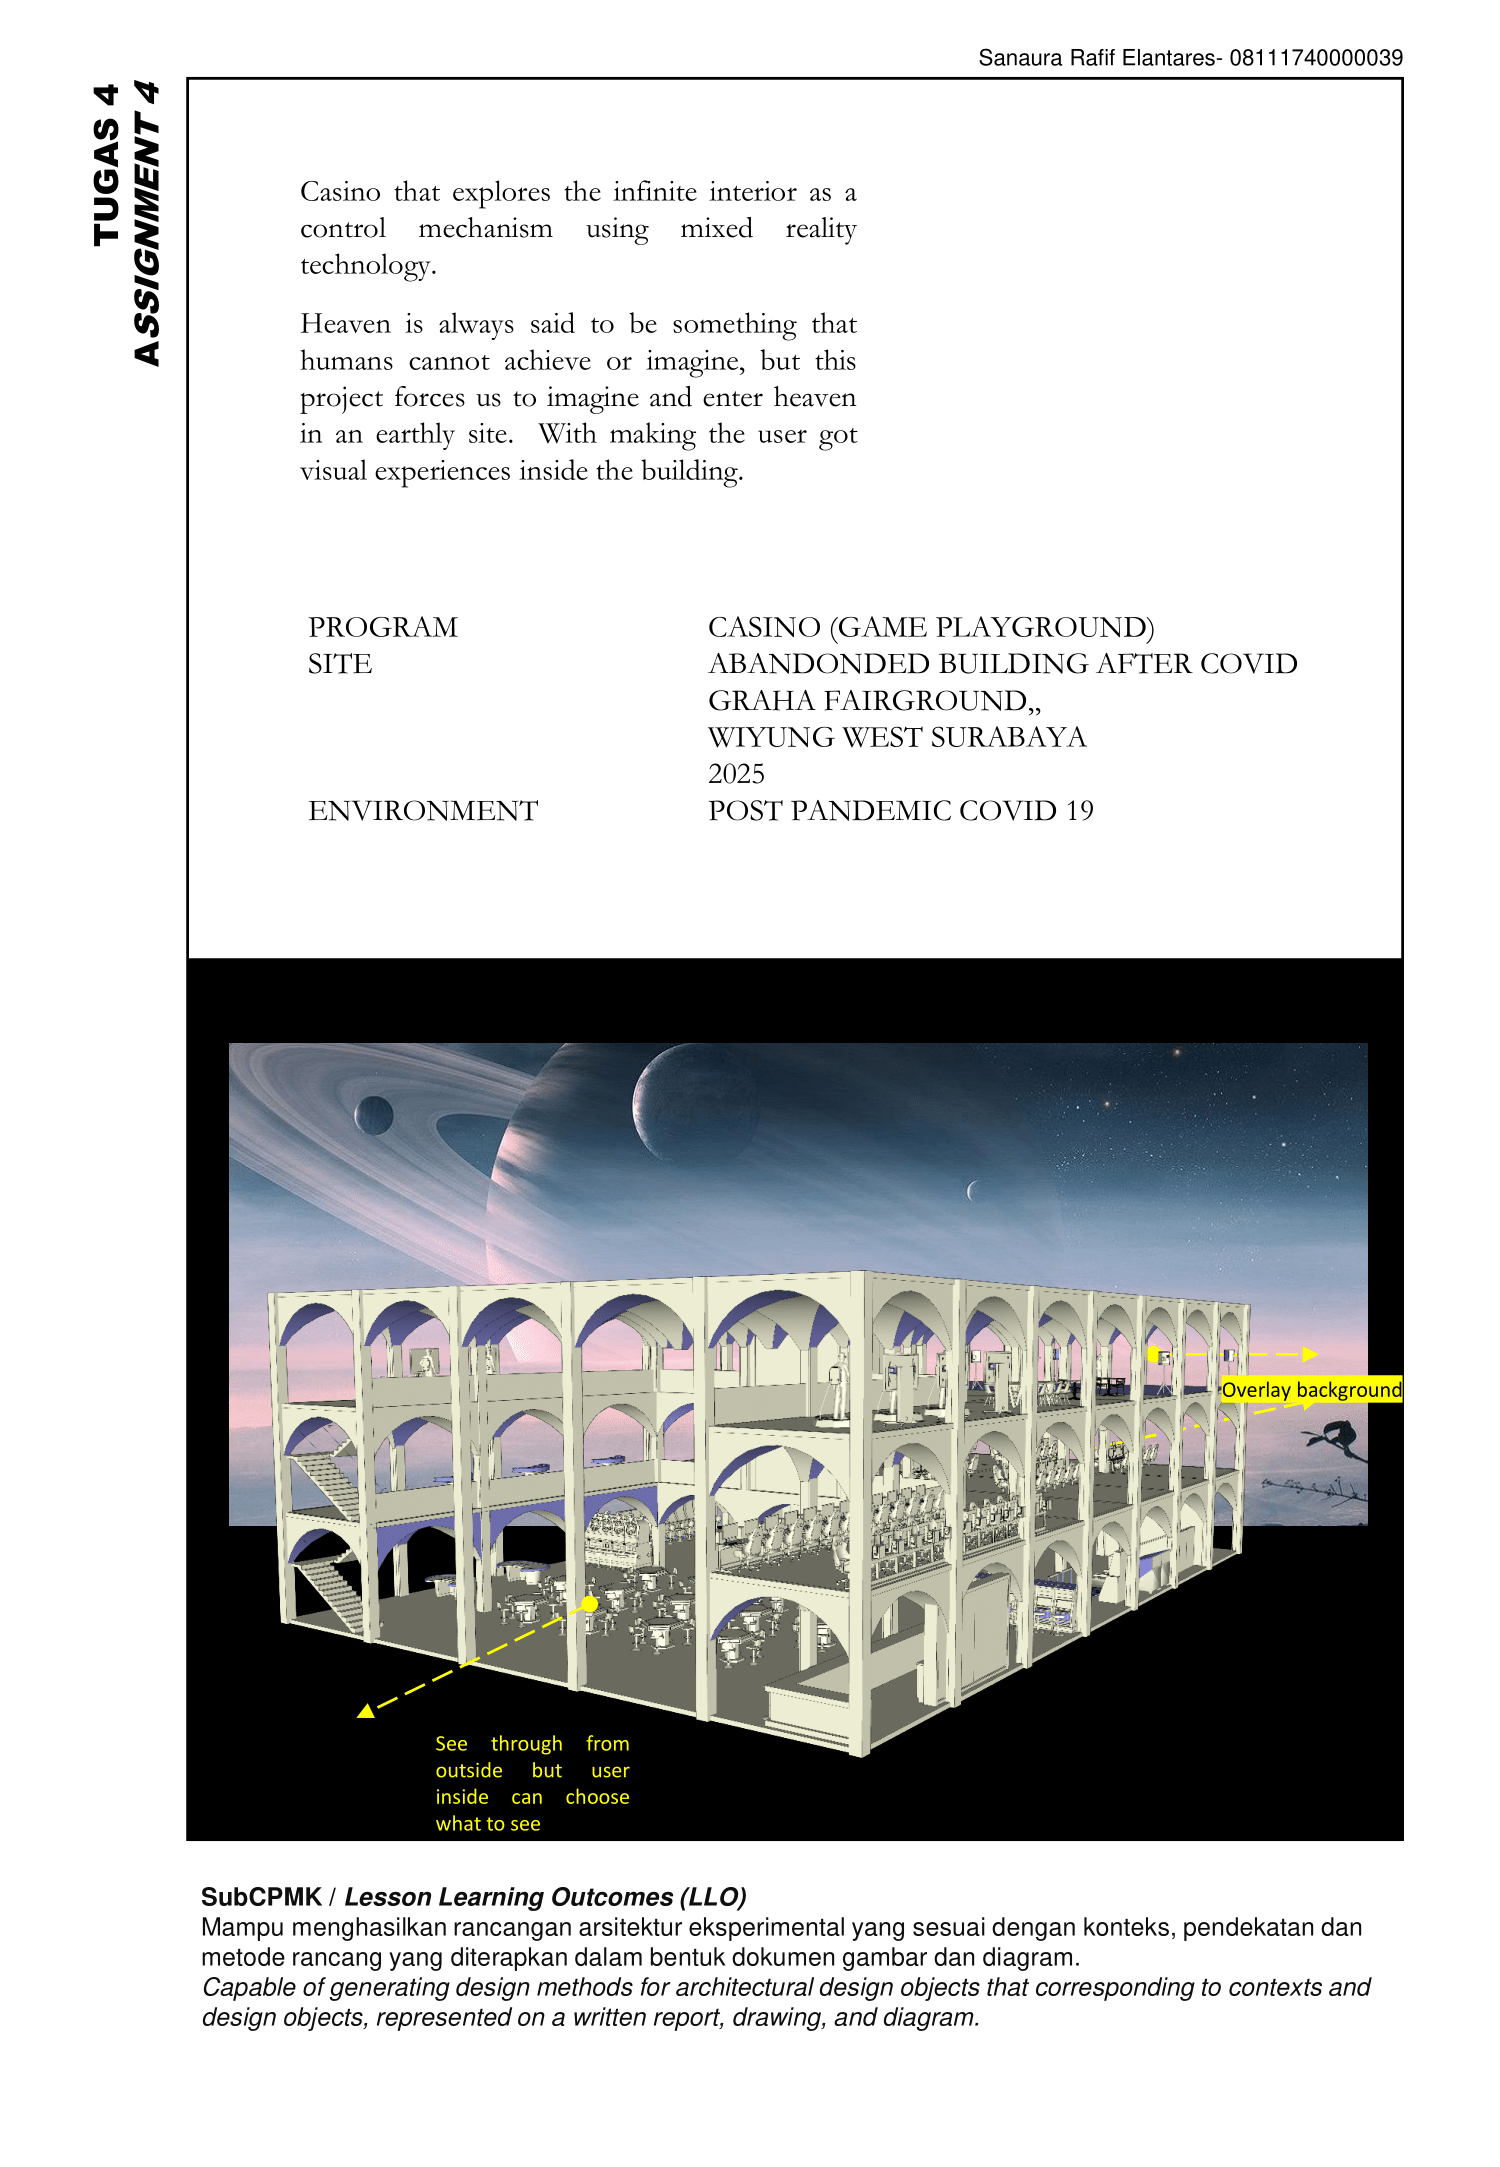 Sanaura Rafif Elantares- 08111740000039
TUGAS 4
ASSIGNMENT 4
Casino that explores the infinite interior as a
control mechanism using mixed reality
technology.
Heaven is always said to be something that
humans cannot achieve or imagine, but this
project forces us to imagine and enter heaven
in an earthly site. With making the user got
visual experiences inside the building.
PROGRAM CASINO (GAME PLAYGROUND)
SITE ABANDONDED BUILDING AFTER COVID
GRAHA FAIRGROUND,,
WIYUNG WEST SURABAYA
2025
ENVIRONMENT POST PANDEMIC COVID 19
Overlay background
See through from
outside but user
inside can choose
what to see
SubCPMK / Lesson Learning Outcomes (LLO)
Mampu menghasilkan rancangan arsitektur eksperimental yang sesuai dengan konteks, pendekatan dan
metode rancang yang diterapkan dalam bentuk dokumen gambar dan diagram.
Capable of generating design methods for architectural design objects that corresponding to contexts and
design objects, represented on a written report, drawing, and diagram.